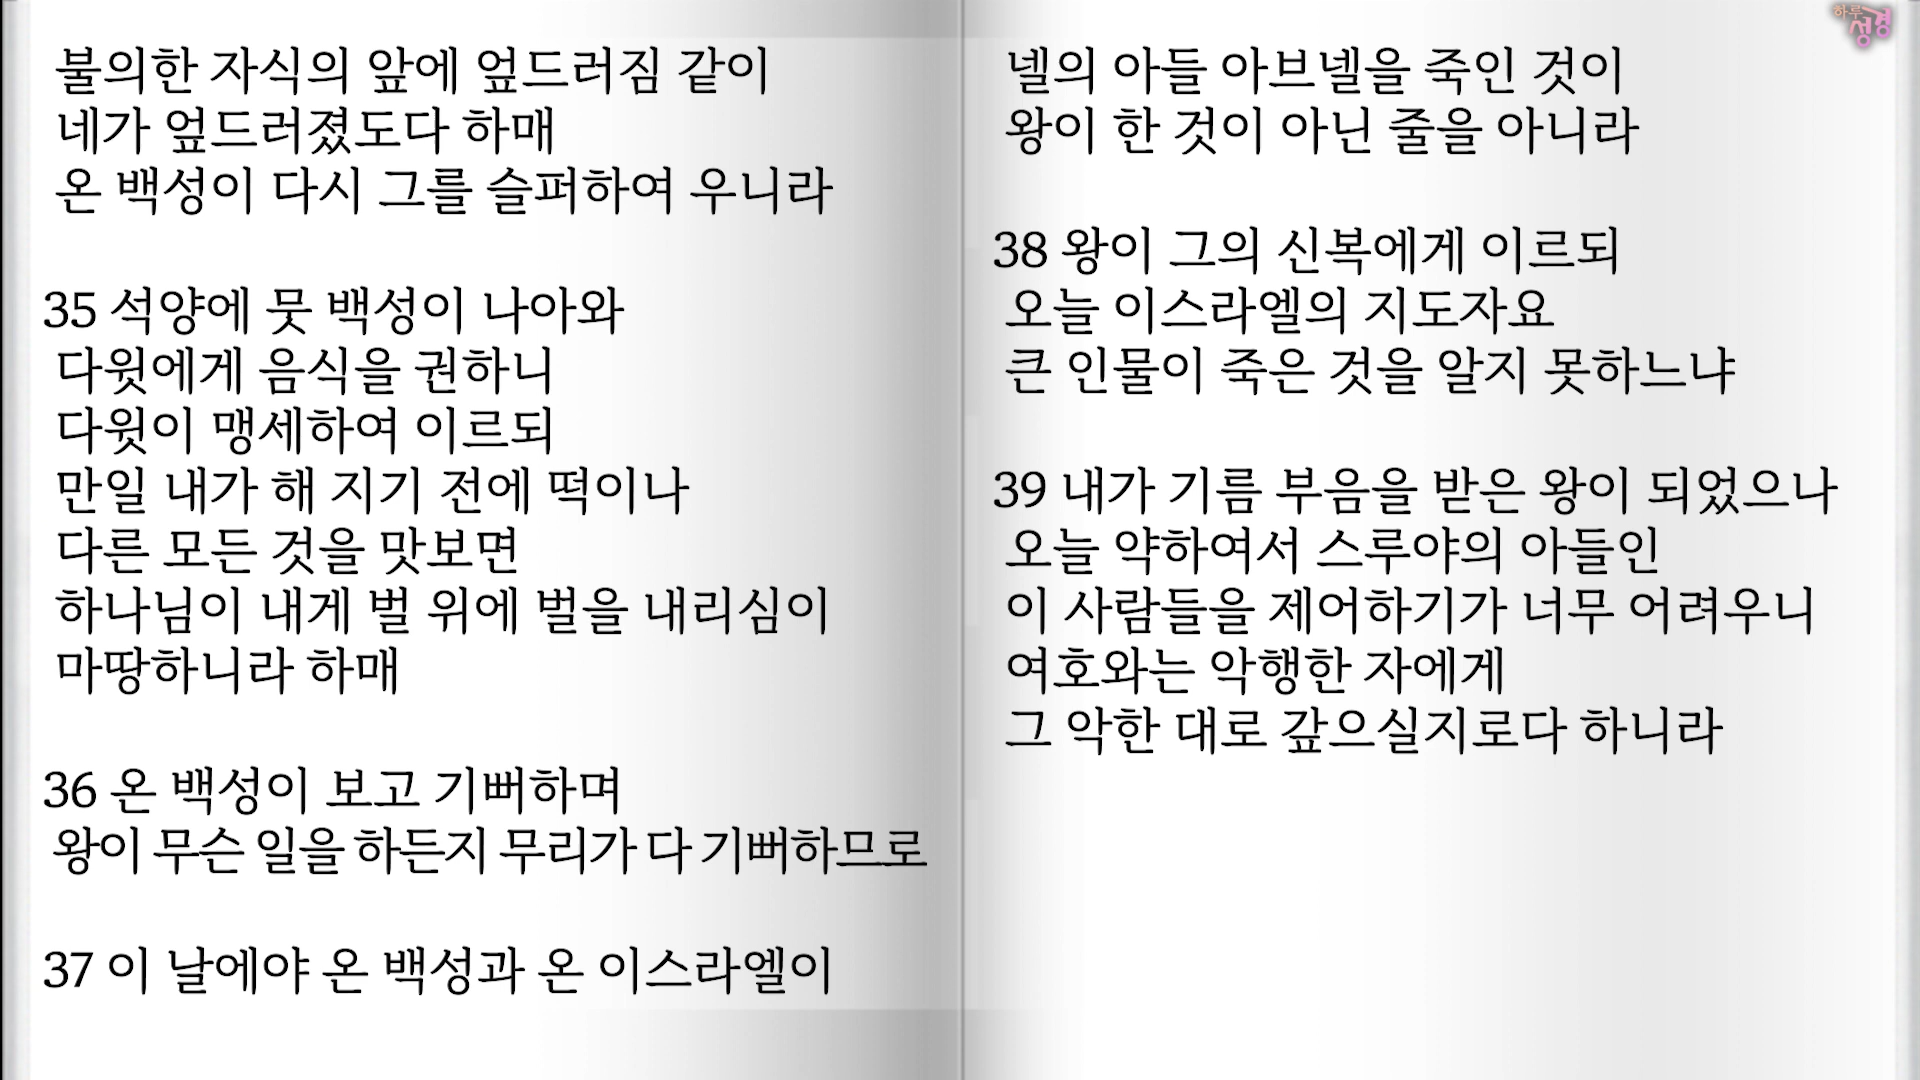 불의한 자식의 앞에 엎드러짐 같이
네가 엎드러졌도다 하매
온 백성이 다시 그를 슬퍼하여 우니라
35 석양에 뭇 백성이 나아와
다윗에게 음식을 권하니
다윗이 맹세하여 이르되
만일 내가 해 지기 전에 떡이나
다른 모든 것을 맛보면
하나님이 내게 벌 위에 벌을 내리심이
마땅하니라 하매
36 온 백성이 보고 기뻐하며
왕이 무슨 일을 하든지 무리가 다 기뻐하므로
37 이 날에야 온 백성과 온 이스라엘이
넬의 아들 아브넬을 죽인 것이
왕이 한 것이 아닌 줄을 아니라
38 왕이 그의 신복에게 이르되
오늘 이스라엘의 지도자요
큰 인물이 죽은 것을 알지 못하느냐
39 내가 기름 부음을 받은 왕이 되었으나
오늘 약하여서 스루야의 아들인
이 사람들을 제어하기가 너무 어려우니
여호와는 악행한 자에게
그 악한 대로 갚으실지로다 하니라
하루
성경